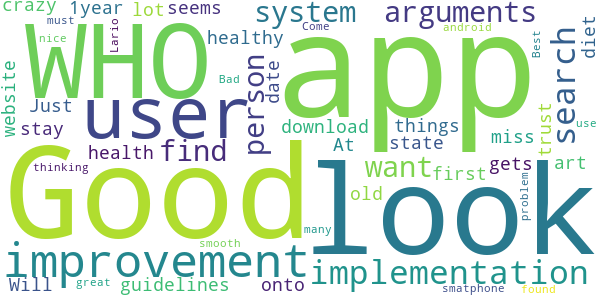 crazy 1year lot seems system arguments
WHO app
must nice Lario healthy Come android Best diet
website Just user person date search
stay download things At state miss trust use
Bad
health find want first gets art
Good look
thinking old problem
improvement implementation
smooth many
Will great guidelines onto smatphone found